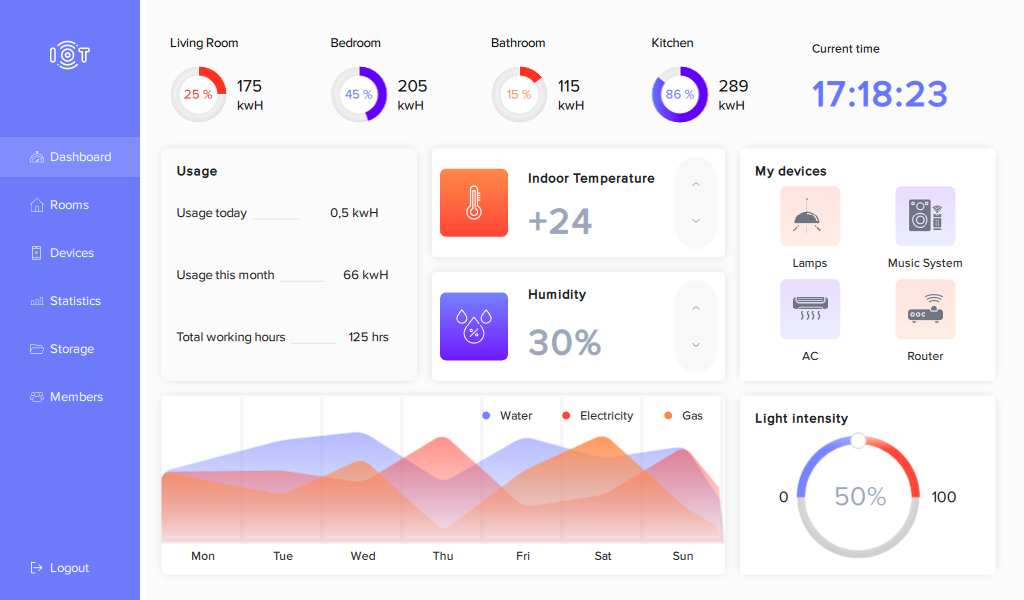 IOT
Living Room
25 %
175
kwH
Bedroom
45 %
205
kwH
Bathroom
15 %
115
kwH
Kitchen
86 %
289
kwH
Current time
17:18:23
Dashboard
Rooms
Devices
Statistics
Storage
Members
Logout
Usage
Usage today 0,5 kwH
Usage this month 66 kwH
Total working hours 125 hrs
Indoor Temperature
+24
Humidity
30%
My devices
Lamps
Music System
AC
Router
Water Electricity Gas
Mon Tue Wed Thu Fri Sat Sun
Light intensity
0 50% 100